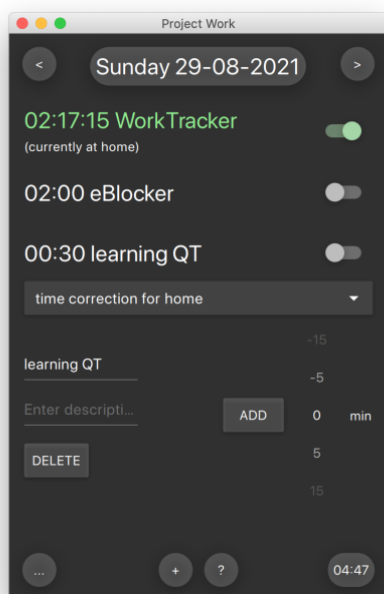 Project Work
< Sunday 29-08-2021 >
02:17:15 WorkTracker
(currently at home)
02:00 eBlocker
00:30 learning QT
time correction for home
-15
learning QT
-5
Enter descripti...
ADD 0 min
DELETE
5
15
... + ? 04:47